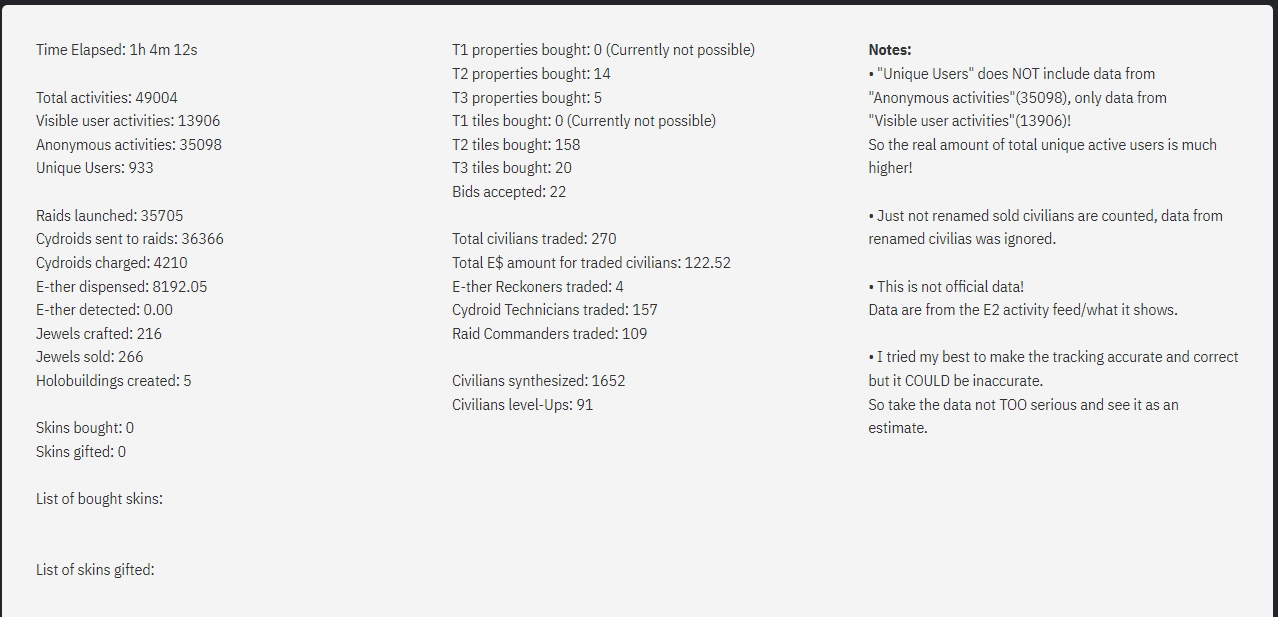 Time Elapsed: 1h 4m 12s
Total activities: 49004
Visible user activities: 13906
Anonymous activities: 35098
Unique Users: 933
Raids launched: 35705
Cydroids sent to raids: 36366
Cydroids charged: 4210
E-ther dispensed: 8192.05
E-ther detected: 0.00
Jewels crafted: 216
Jewels sold: 266
Holobuildings created: 5
Skins bought: 0
Skins gifted: 0
List of bought skins:
List of skins gifted:
T1 properties bought: 0 (Currently not possible)
T2 properties bought: 14
T3 properties bought: 5
T1 tiles bought: 0 (Currently not possible)
T2 tiles bought: 158
T3 tiles bought: 20
Bids accepted: 22
Total civilians traded: 270
Total E$ amount for traded civilians: 122.52
E-ther Reckoners traded: 4
Cydroid Technicians traded: 157
Raid Commanders traded: 109
Civilians synthesized: 1652
Civilians level-Ups: 91
Notes:
• "Unique Users" does NOT include data from
"Anonymous activities"(35098), only data from
"Visible user activities"(13906)!
So the real amount of total unique active users is much
higher!
• Just not renamed sold civilians are counted, data from
renamed civilias was ignored.
• This is not official data!
Data are from the E2 activity feed/what it shows.
• I tried my best to make the tracking accurate and correct
but it COULD be inaccurate.
So take the data not TOO serious and see it as an
estimate.